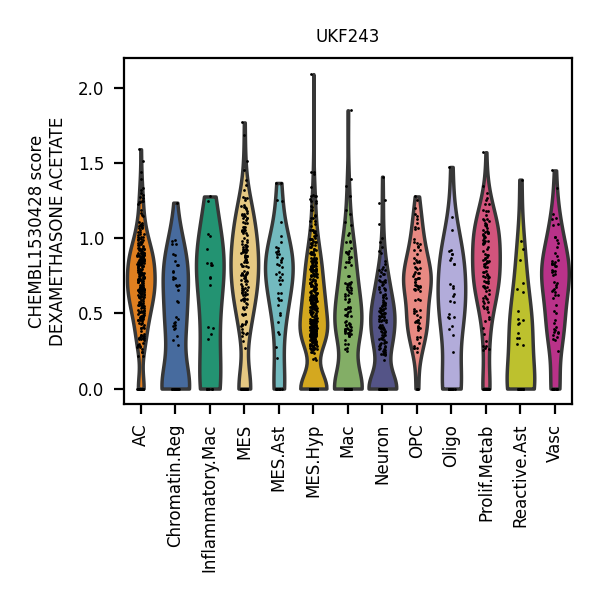 UKF243
CHEMBL1530428 score
DEXAMETHASONE ACETATE
2.0
1.5
1.0
0.5
0.0
AC
Chromatin.Reg
Inflammatory.Mac
MES
MES.Ast
MES.Hyp
Mac
Neuron
OPC
Oligo
Prolif.Metab
Reactive.Ast
Vasc